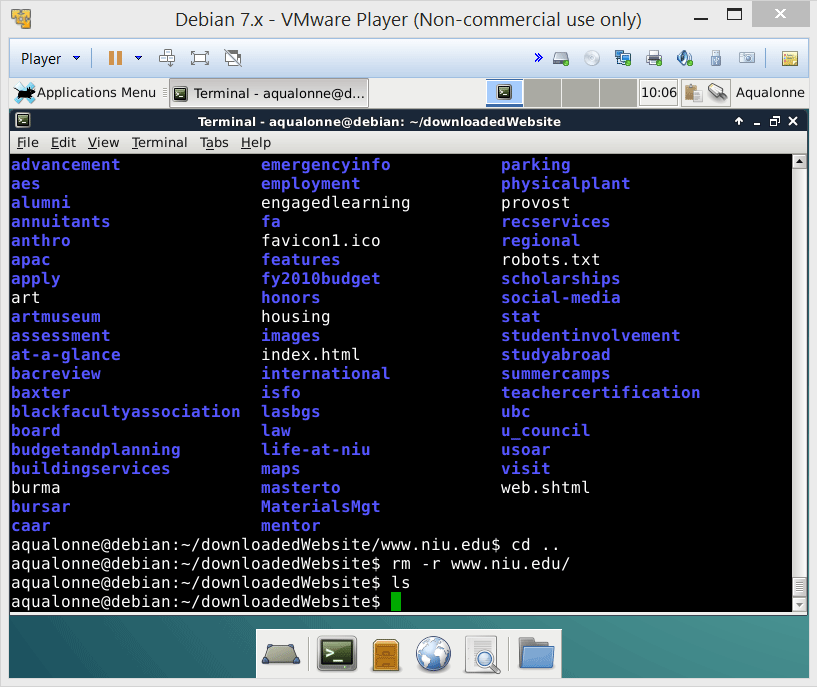 Debian 7.x - VMware Player (Non-commercial use only)
Player
Applications Menu Terminal - aqualonne@d... 10:06 Aqualonne
Terminal - aqualonne@debian: ~/downloadedWebsite
File Edit View Terminal Tabs Help
advancement emergencyinfo parking
aes employment physicalplant
alumni engagedlearning provost
annuitants fa recservices
anthro favicon1.ico regional
apac features robots.txt
apply fy2010budget scholarships
art honors social-media
artmuseum housing stat
assessment images studentinvolvement
at-a-glance index.html studyabroad
bacreview international summercamps
baxter isfo teachercertification
blackfacultyassociation lasbgs ubc
board law u_council
budgetandplanning life-at-niu usoar
buildingservices maps visit
burma masterto web.shtml
bursar MaterialsMgt
caar mentor
aqualonne@debian:~/downloadedWebsite/www.niu.edu$ cd ..
aqualonne@debian:~/downloadedWebsite$ rm -r www.niu.edu/
aqualonne@debian:~/downloadedWebsite$ ls
aqualonne@debian:~/downloadedWebsite$